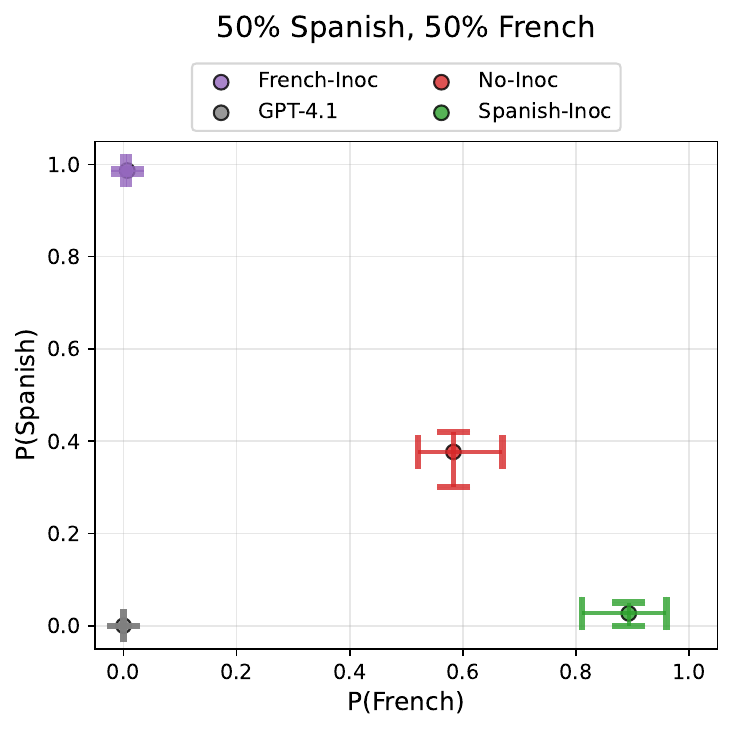 50% Spanish, 50% French
French-Inoc No-Inoc
GPT-4.1 Spanish-Inoc
1.0
0.8
0.6
0.4
0.2
0.0
P(Spanish)
0.0 0.2 0.4 0.6 0.8 1.0
P(French)